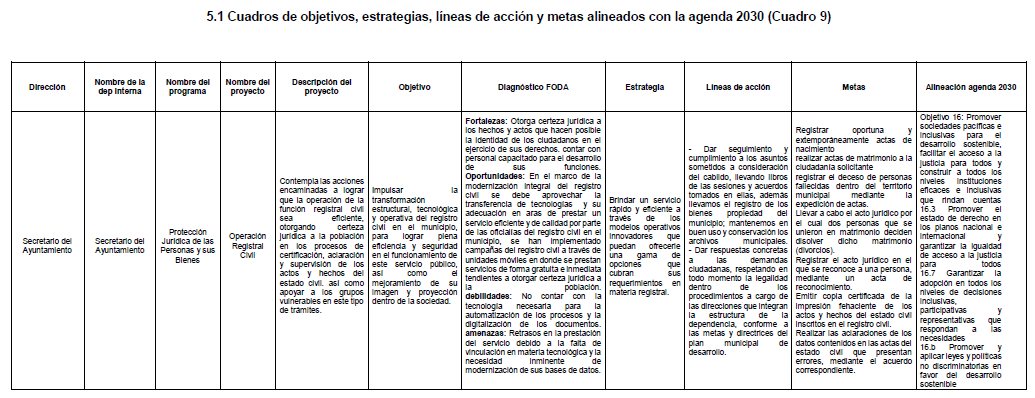 5.1 Cuadros de objetivos, estrategias, líneas de acción y metas alineados con la agenda 2030 (Cuadro 9)
Dirección
Nombre de la
dep interna
Nombre del
programa
Nombre del
proyecto
Descripción del
proyecto
Objetivo
Diagnóstico FODA
Estrategia
Líneas de acción
Metas
Alineación agenda 2030
Secretario del
Ayuntamiento
Secretario del
Ayuntamiento
Protección
Jurídica de las
Personas y sus
Bienes
Operación
Registral
Civil
Contempla las acciones
encaminadas a lograr
que la operación de la
función registral civil
sea eficiente,
otorgando certeza
jurídica a la población
en los procesos de
certificación, aclaración
y supervisión de los
actos y hechos del
estado civil, así como
apoyar a los grupos
vulnerables en este tipo
de trámites.
Impulsar la
transformación
estructural, tecnológica
y operativa del registro
civil en el municipio,
para lograr plena
eficiencia y seguridad
en el funcionamiento de
este servicio público,
así como el
mejoramiento de su
imagen y proyección
dentro de la sociedad.
Fortalezas: Otorga certeza jurídica a
los hechos y actos que hacen posible
la identidad de los ciudadanos en el
ejercicio de sus derechos. contar con
personal capacitado para el desarrollo
de sus funciones.
Oportunidades: En el marco de la
modernización integral del registro
civil se debe aprovechar la
transferencia de tecnologías y su
adecuación en aras de prestar un
servicio eficiente y de calidad por parte
de las oficialías del registro civil en el
municipio, se han implementado
campañas del registro civil a través de
unidades móviles en donde se prestan
servicios de forma gratuita e inmediata
tendientes a otorgar certeza jurídica a
la población.
debilidades: No contar con la
tecnología necesaria para la
automatización de los procesos y la
digitalización de los documentos.
amenazas: Retrasos en la prestación
del servicio debido a la falta de
vinculación en materia tecnológica y la
necesidad inminente de
modernización de sus bases de datos.
Brindar un servicio
rápido y eficiente a
través de los
modelos operativos
innovadores que
puedan ofrecerle
una gama de
opciones que
cubran sus
requerimientos en
materia registral.
- Dar seguimiento y
cumplimiento a los asuntos
sometidos a consideración
del cabildo, llevando libros
de las sesiones y acuerdos
tomados en ellas, además
llevamos el registro de los
bienes propiedad del
municipio; mantenemos en
buen uso y conservación los
archivos municipales.
- Dar respuestas concretas
a las demandas
ciudadanas, respetando en
todo momento la legalidad
dentro de los
procedimientos a cargo de
las direcciones que integran
la estructura de la
dependencia, conforme a
las metas y directrices del
plan municipal de
desarrollo.
Registrar oportuna y
extemporáneamente actas de
nacimiento
realizar actas de matrimonio a la
ciudadanía solicitante
registrar el deceso de personas
fallecidas dentro del territorio
municipal mediante la
expedición de actas.
Llevar a cabo el acto jurídico por
el cual dos personas que se
unieron en matrimonio deciden
disolver dicho matrimonio
(divorcios).
Registrar el acto jurídico en el
que se reconoce a una persona,
mediante un acta de
reconocimiento.
Emitir copia certificada de la
impresión fehaciente de los
actos y hechos del estado civil
inscritos en el registro civil.
Realizar las aclaraciones de los
datos contenidos en las actas del
estado civil que presentan
errores, mediante el acuerdo
correspondiente.
Objetivo 16: Promover
sociedades pacíficas e
inclusivas para el
desarrollo sostenible,
facilitar el acceso a la
justicia para todos y
construir a todos los
niveles instituciones
eficaces e inclusivas
que rindan cuentas
16.3 Promover el
estado de derecho en
los planos nacional e
internacional y
garantizar la igualdad
de acceso a la justicia
para todos
16.7 Garantizar la
adopción en todos los
niveles de decisiones
inclusivas,
participativas y
representativas que
respondan a las
necesidades
16.b Promover y
aplicar leyes y políticas
no discriminatorias en
favor del desarrollo
sostenible